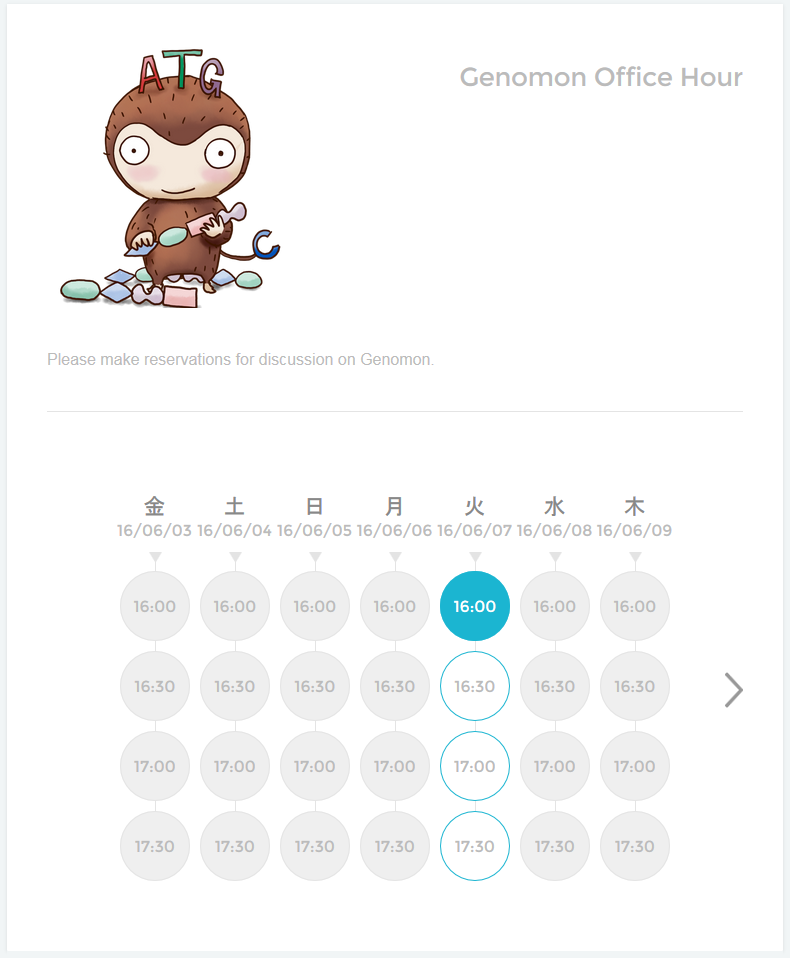 ATG
Genomon Office Hour
C
Please make reservations for discussion on Genomon.
金 土 日 月 火 水 木
16/06/03 16/06/04 16/06/05 16/06/06 16/06/07 16/06/08 16/06/09
16:00 16:00 16:00 16:00 16:00 16:00 16:00
16:30 16:30 16:30 16:30 16:30 16:30 16:30
17:00 17:00 17:00 17:00 17:00 17:00 17:00
17:30 17:30 17:30 17:30 17:30 17:30 17:30